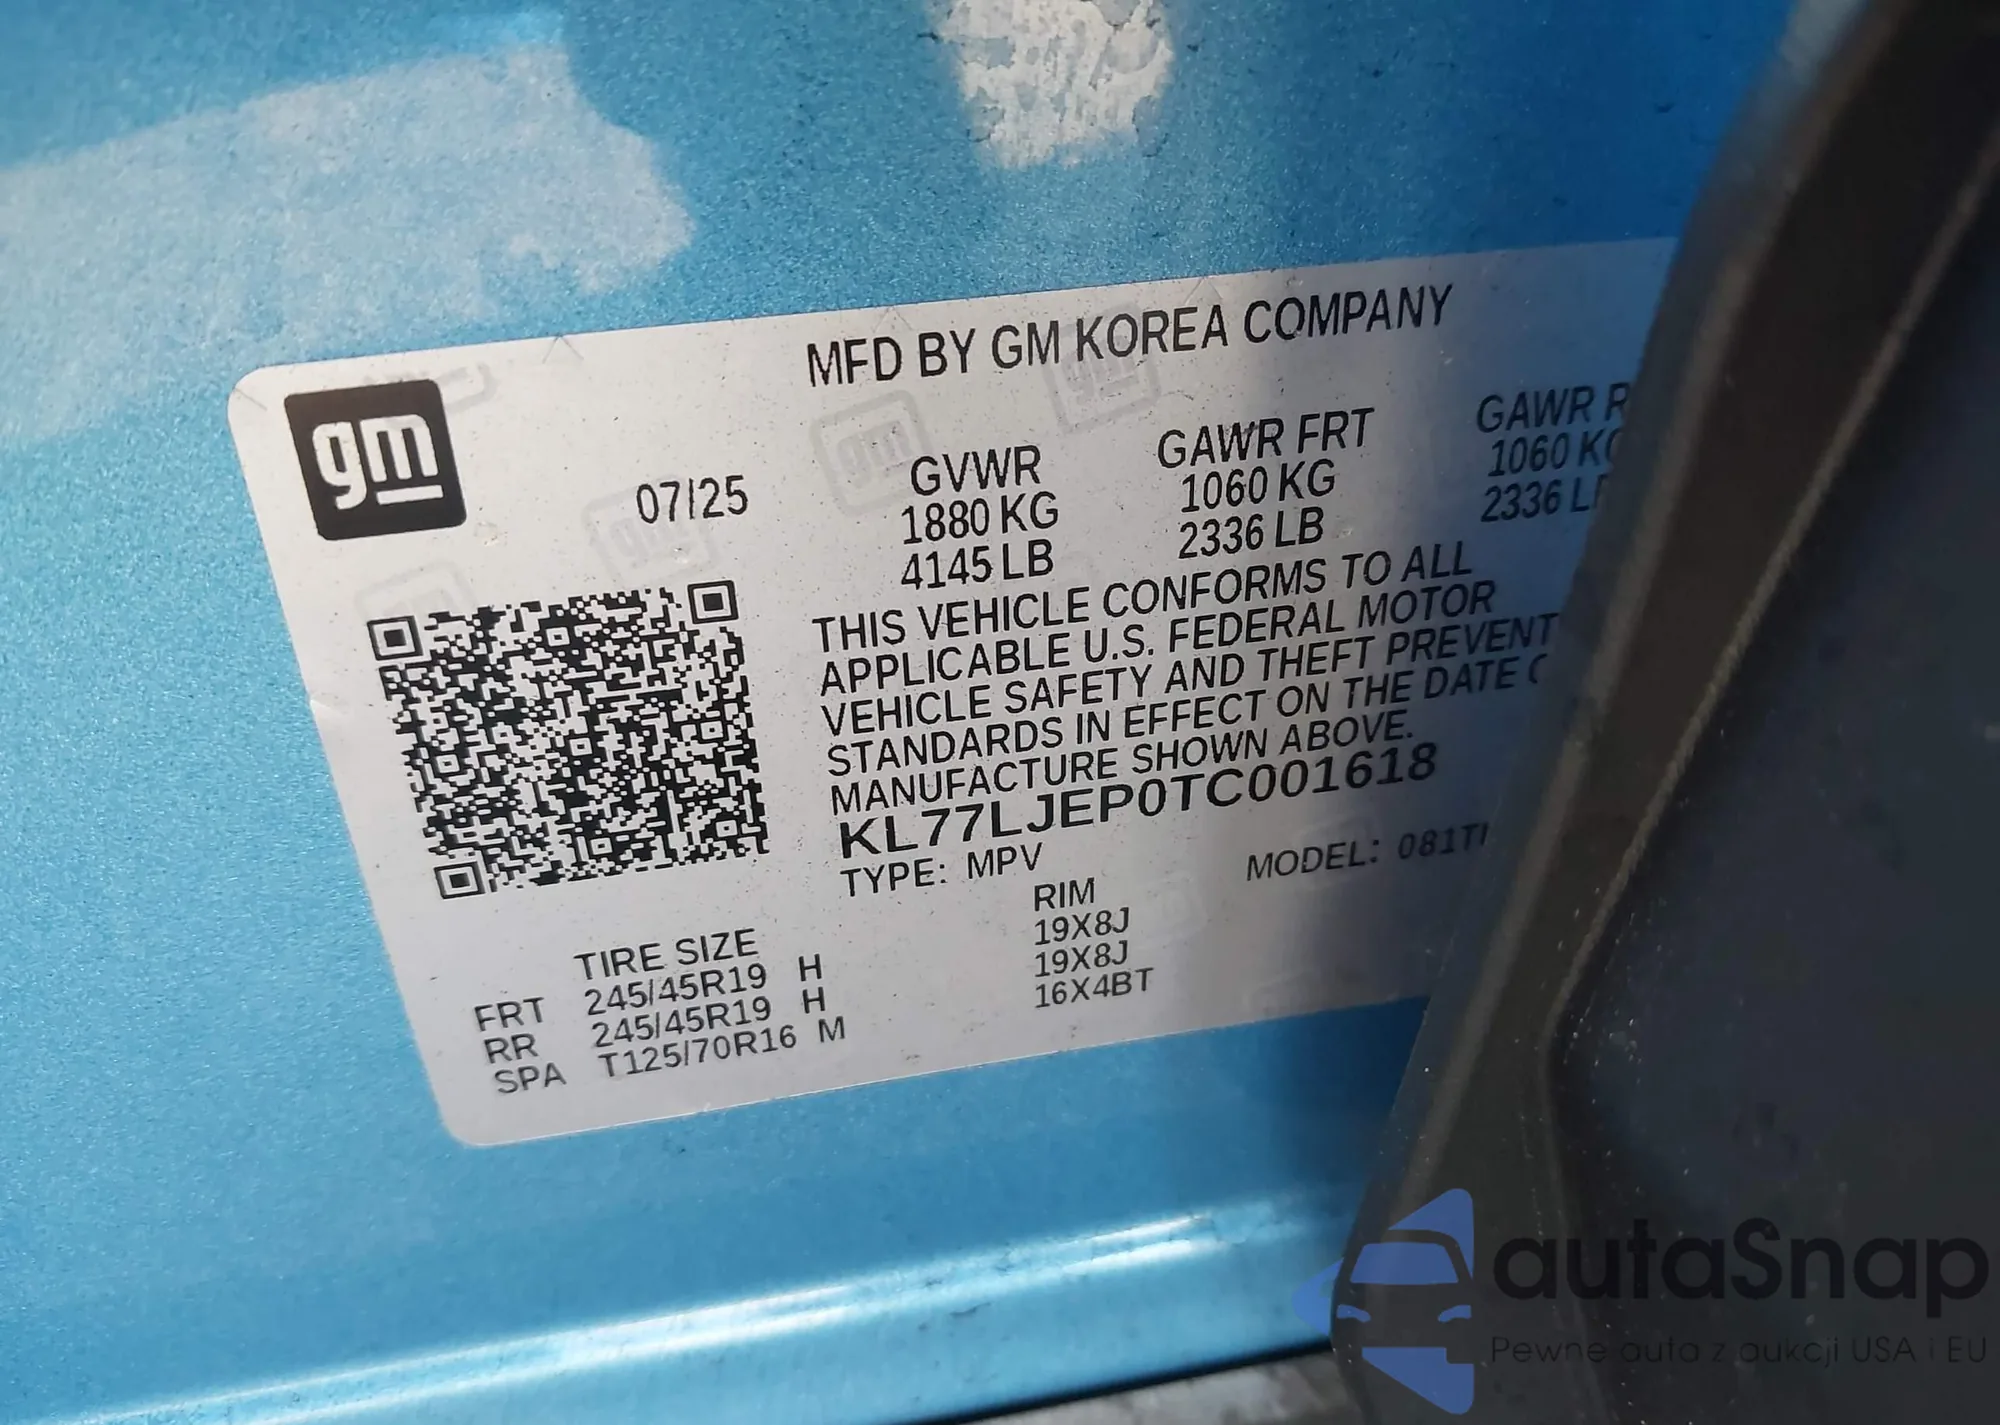 MFD BY GM KOREA COMPANY
gm
07/25
GVWR GAWR FRT GAWR R
1880 KG 1060 KG 1060 KG
4145 LB 2336 LB 2336 L
THIS VEHICLE CONFORMS TO ALL
APPLICABLE U.S. FEDERAL MOTOR
VEHICLE SAFETY AND THEFT PREVENT
STANDARDS IN EFFECT ON THE DATE
MANUFACTURE SHOWN ABOVE.
KL77LJEP0TC001618
TYPE: MPV MODEL: 081T
TIRE SIZE RIM
FRT 245/45R19 H 19X8J
RR 245/45R19 H 19X8J
SPA T125/70R16 M 16X4BT
autaSnap
Pewne auta z aukcji USA i EU